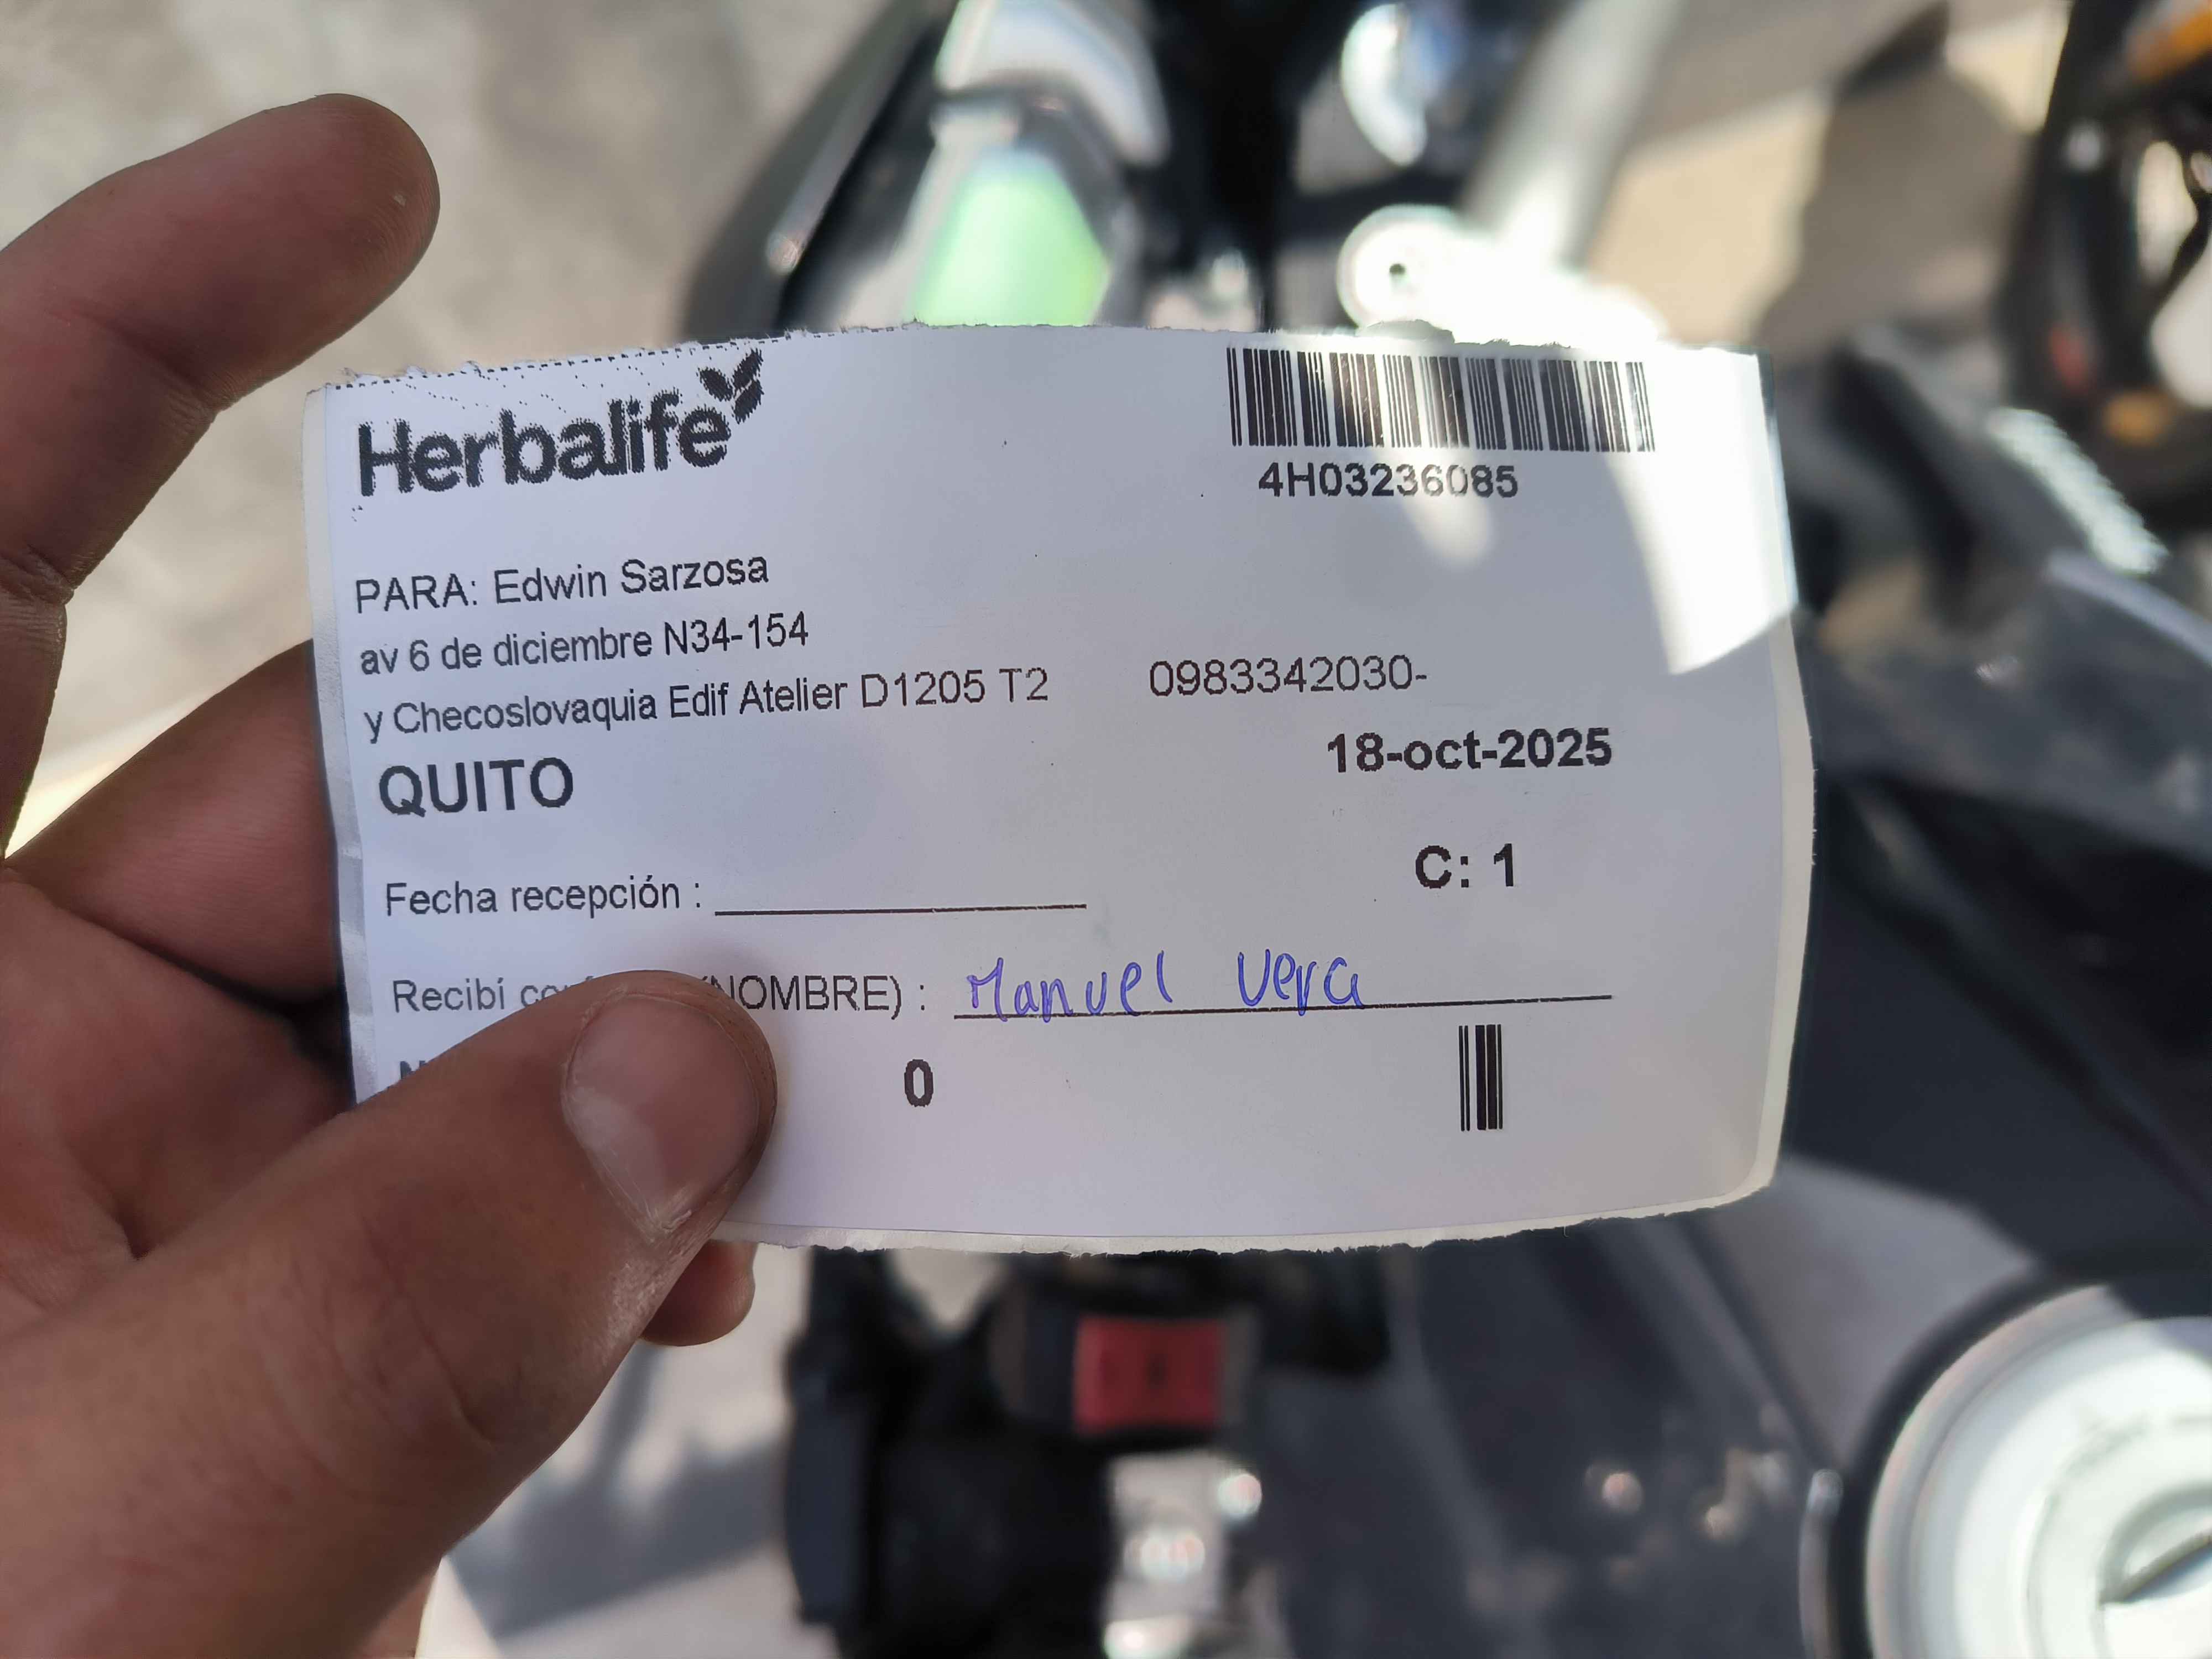 Herbalife
4H03236085
PARA: Edwin Sarzosa
av 6 de diciembre N34-154
y Checoslovaquia Edif Atelier D1205 T2 0983342030-
18-oct-2025
QUITO
C: 1
Fecha recepción :
Recibí (NOMBRE) : Manuel Vera
0